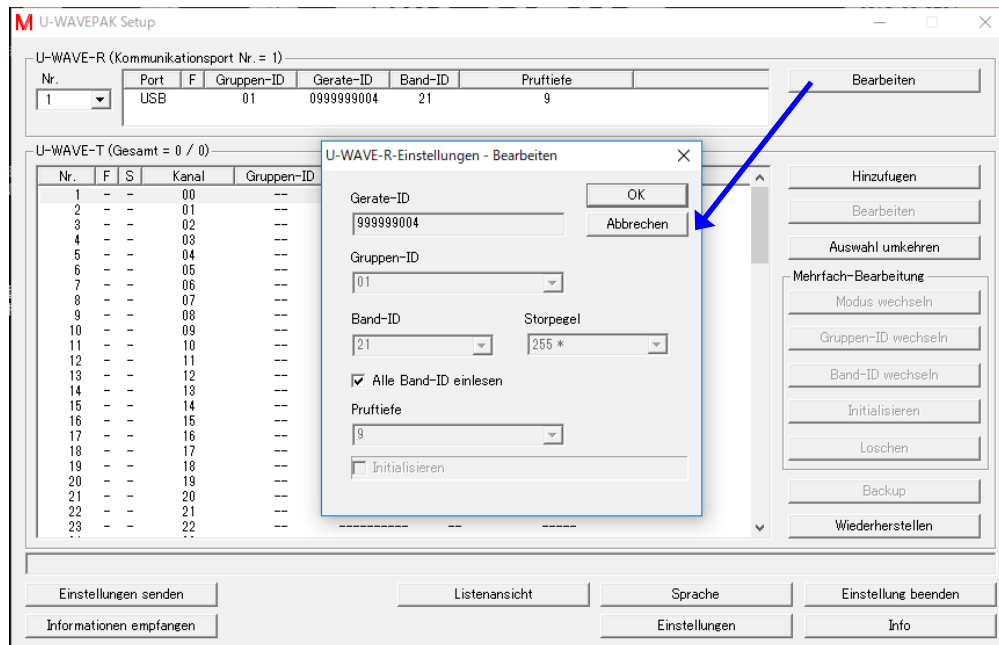 M U-WAVEPAK Setup
U-WAVE-R (Kommunikationsport Nr. = 1)
Nr. Port F Gruppen-ID Gerate-ID Band-ID Pruftiefe
1 USB 01 0999999004 21 9
Bearbeiten
U-WAVE-T (Gesamt = 0 / 0)
Nr. F S Kanal Gruppen-ID
1 - - 00 --
2 - - 01 --
3 - - 02 --
4 - - 03 --
5 - - 04 --
6 - - 05 --
7 - - 06 --
8 - - 07 --
9 - - 08 --
10 - - 09 --
11 - - 10 --
12 - - 11 --
13 - - 12 --
14 - - 13 --
15 - - 14 --
16 - - 15 --
17 - - 16 --
18 - - 17 --
19 - - 18 --
20 - - 19 --
21 - - 20 --
22 - - 21 --
23 - - 22 -- ---------- -- -----
U-WAVE-R-Einstellungen - Bearbeiten
Gerate-ID
999999004
OK
Abbrechen
Gruppen-ID
01
Band-ID Storpegel
21 255 *
Alle Band-ID einlesen
Pruftiefe
9
Initialisieren
Hinzufugen
Bearbeiten
Auswahl umkehren
Mehrfach-Bearbeitung
Modus wechseln
Gruppen-ID wechseln
Band-ID wechseln
Initialisieren
Loschen
Backup
Wiederherstellen
Einstellungen senden Listenansicht Sprache Einstellung beenden
Informationen empfangen Einstellungen Info